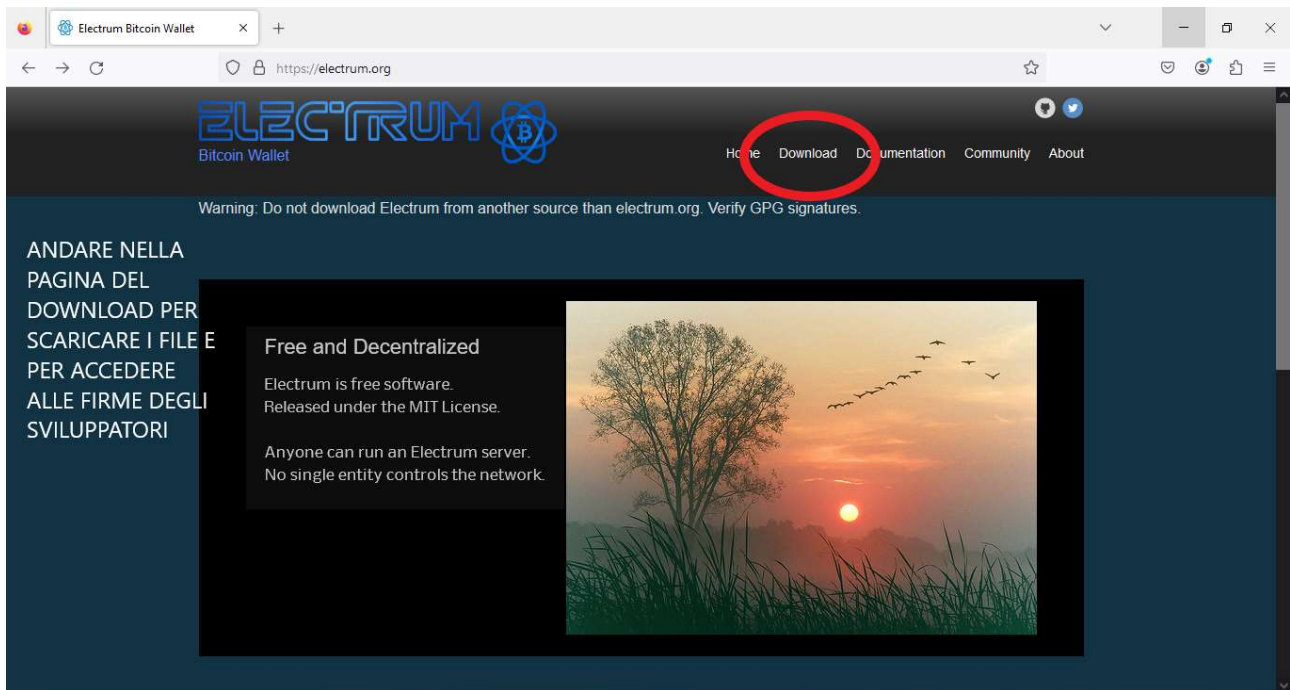 Electrum Bitcoin Wallet
https://electrum.org
ELECTRUM
Bitcoin Wallet
Home Download Documentation Community About
Warning: Do not download Electrum from another source than electrum.org. Verify GPG signatures.
ANDARE NELLA
PAGINA DEL
DOWNLOAD PER
SCARICARE I FILE E
PER ACCEDERE
ALLE FIRME DEGLI
SVILUPPATORI
Free and Decentralized
Electrum is free software.
Released under the MIT License.
Anyone can run an Electrum server.
No single entity controls the network.